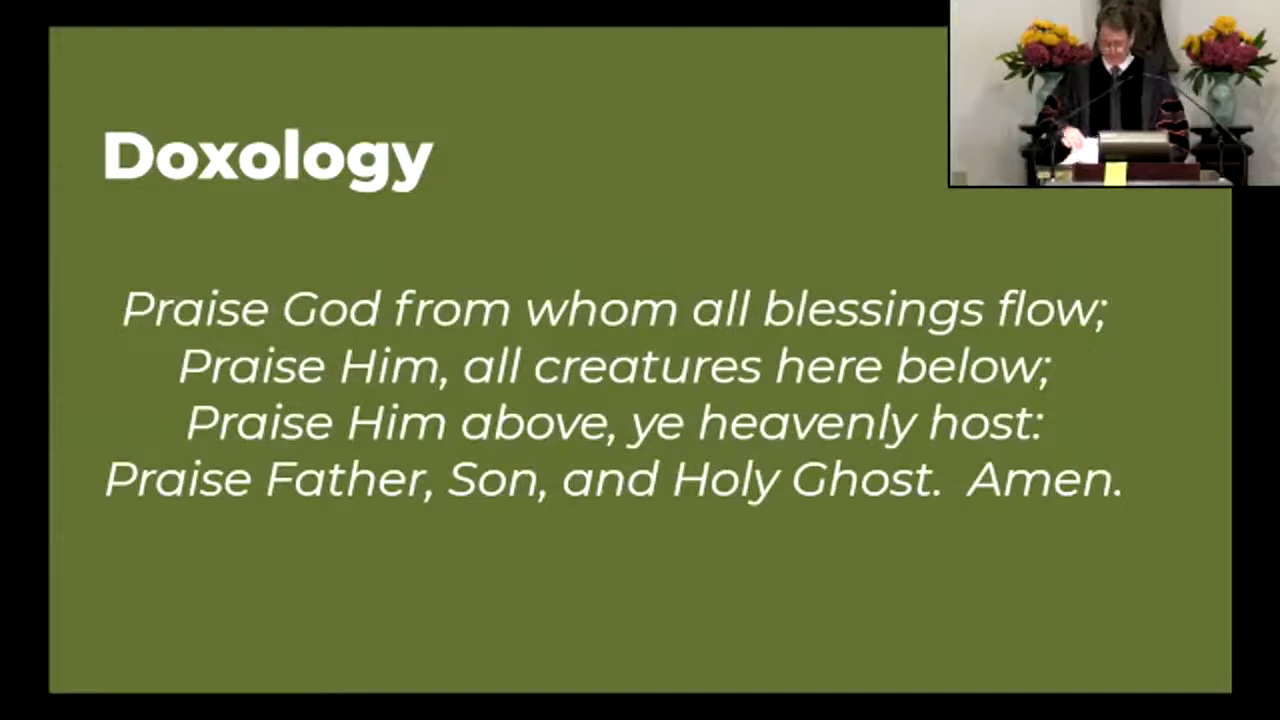 Doxology
Praise God from whom all blessings flow;
Praise Him, all creatures here below;
Praise Him above, ye heavenly host:
Praise Father, Son, and Holy Ghost.  Amen.